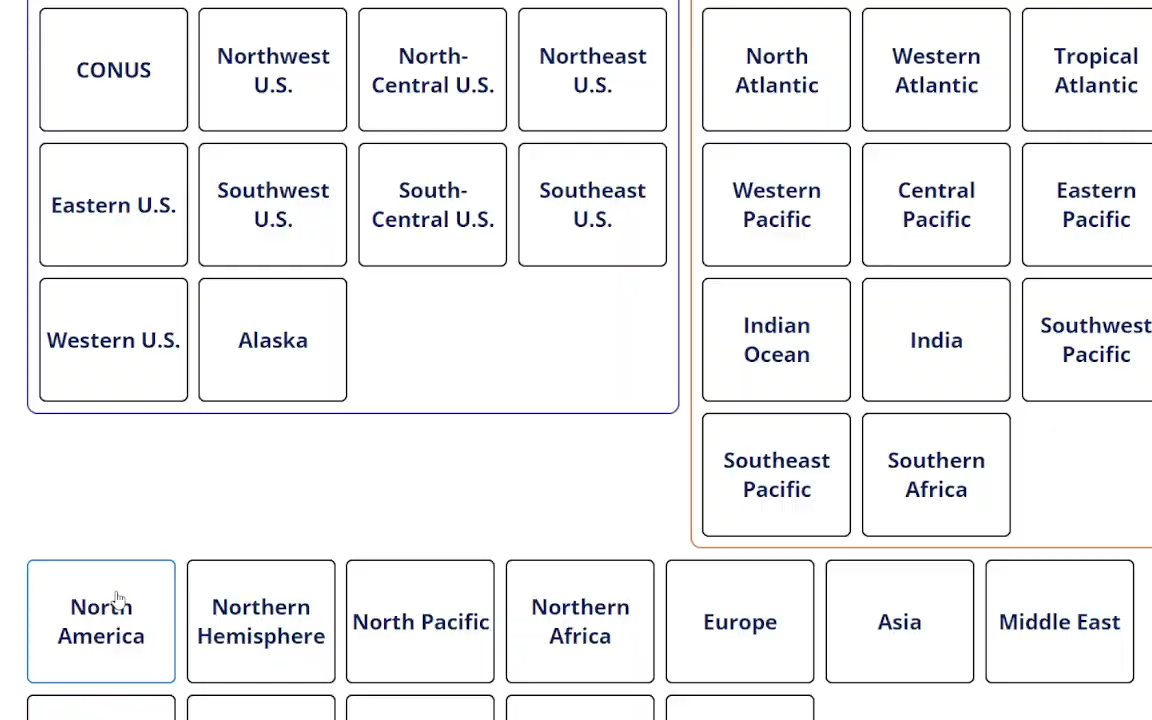 CONUS
Northwest
U.S.
North-
Central U.S.
Northeast
U.S.
Eastern U.S.
Southwest
U.S.
South-
Central U.S.
Southeast
U.S.
Western U.S.
Alaska
North
Atlantic
Western
Atlantic
Tropical
Atlantic
Western
Pacific
Central
Pacific
Eastern
Pacific
Indian
Ocean
India
Southwest
Pacific
Southeast
Pacific
Southern
Africa
North
America
Northern
Hemisphere
North Pacific
Northern
Africa
Europe
Asia
Middle East